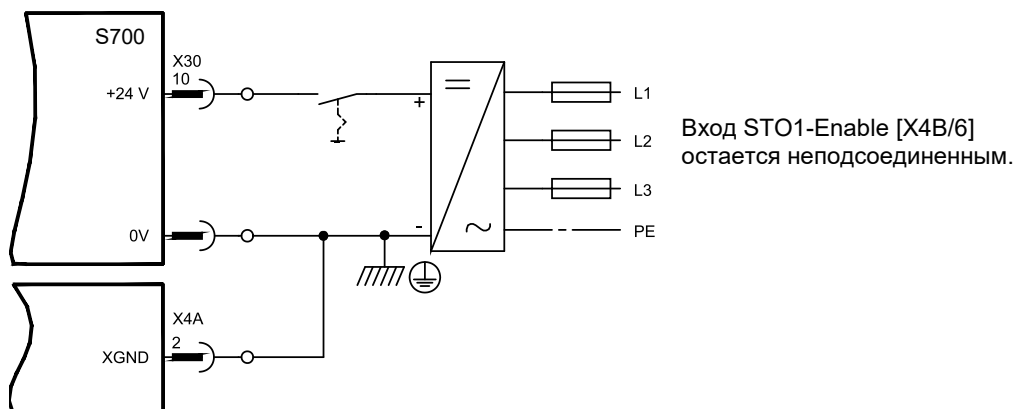 S700
X30
10
+24 V
+
L1
L2
L3
PE
-
0V
X4A
2
XGND
Вход STO1-Enable [X4B/6]
остается неподсоединенным.